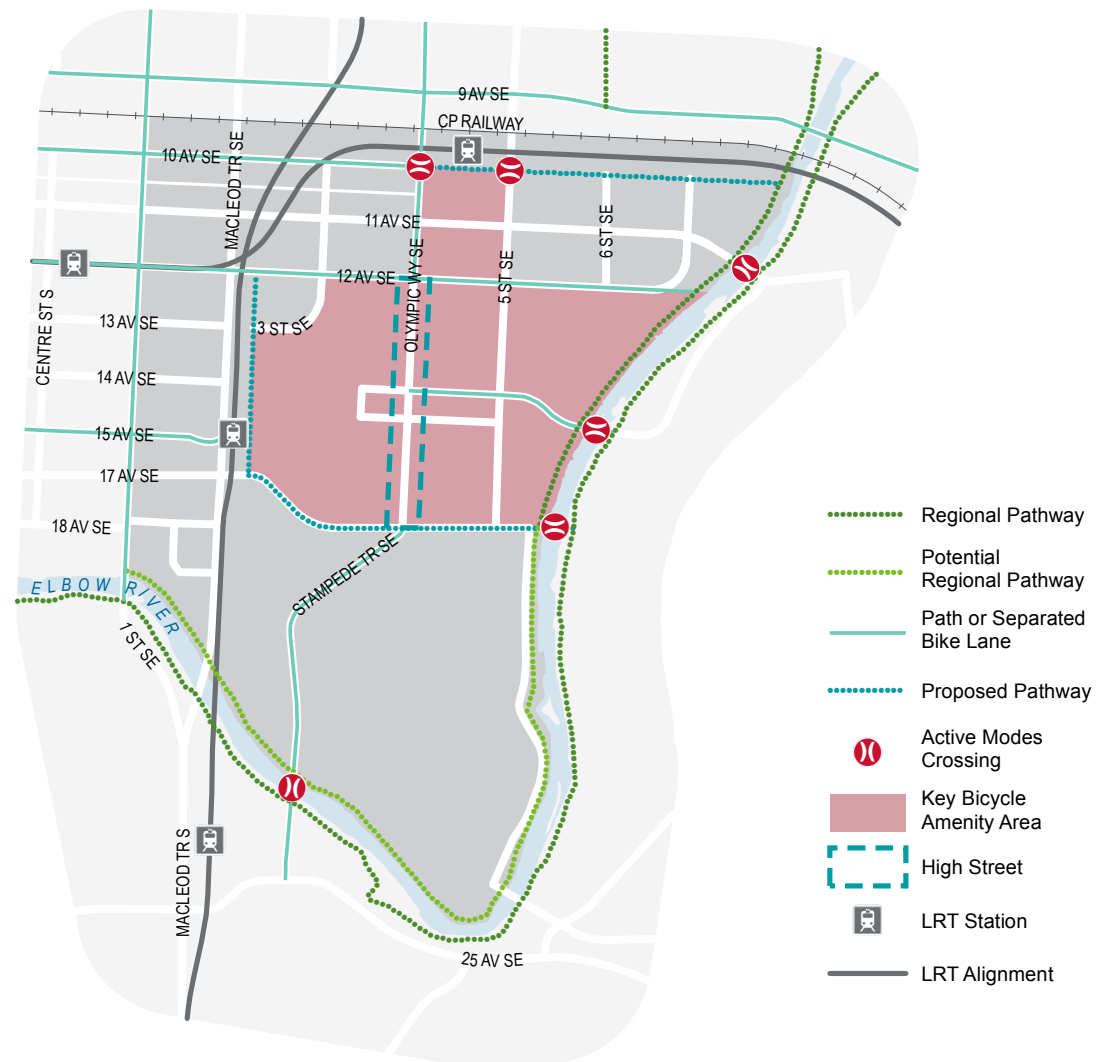 9 AV SE
CP RAILWAY
10 AV SE
MACLEOD TR SE
11 AV SE
6 ST SE
12 AV SE
OLYMPIC WY SE
5 ST SE
CENTRE ST S
13 AV SE
3 ST SE
14 AV SE
15 AV SE
17 AV SE
18 AV SE
STAMPEDE TR SE
ELBOW RIVER
1 ST SE
MACLEOD TR S
25 AV SE
Regional Pathway
Potential
Regional Pathway
Path or Separated
Bike Lane
Proposed Pathway
Active Modes
Crossing
Key Bicycle
Amenity Area
High Street
LRT Station
LRT Alignment